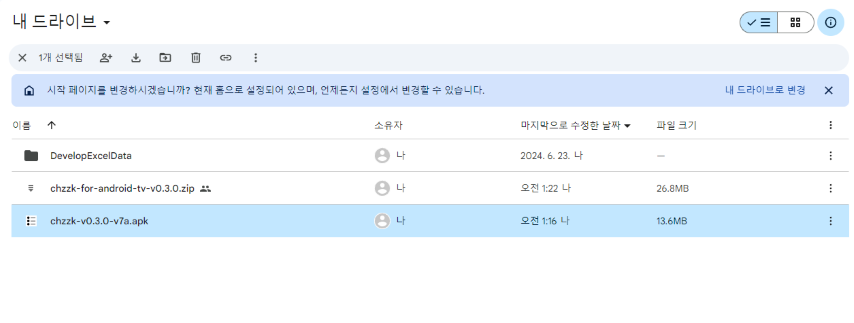 내 드라이브
1개 선택됨
시작 페이지를 변경하시겠습니까? 현재 홈으로 설정되어 있으며, 언제든지 설정에서 변경할 수 있습니다. 내 드라이브로 변경
이름 소유자 마지막으로 수정한 날짜 파일 크기
DevelopExcelData 나 2024. 6. 23. 나 —
chzzk-for-android-tv-v0.3.0.zip 나 오전 1:22 나 26.8MB
chzzk-v0.3.0-v7a.apk 나 오전 1:16 나 13.6MB